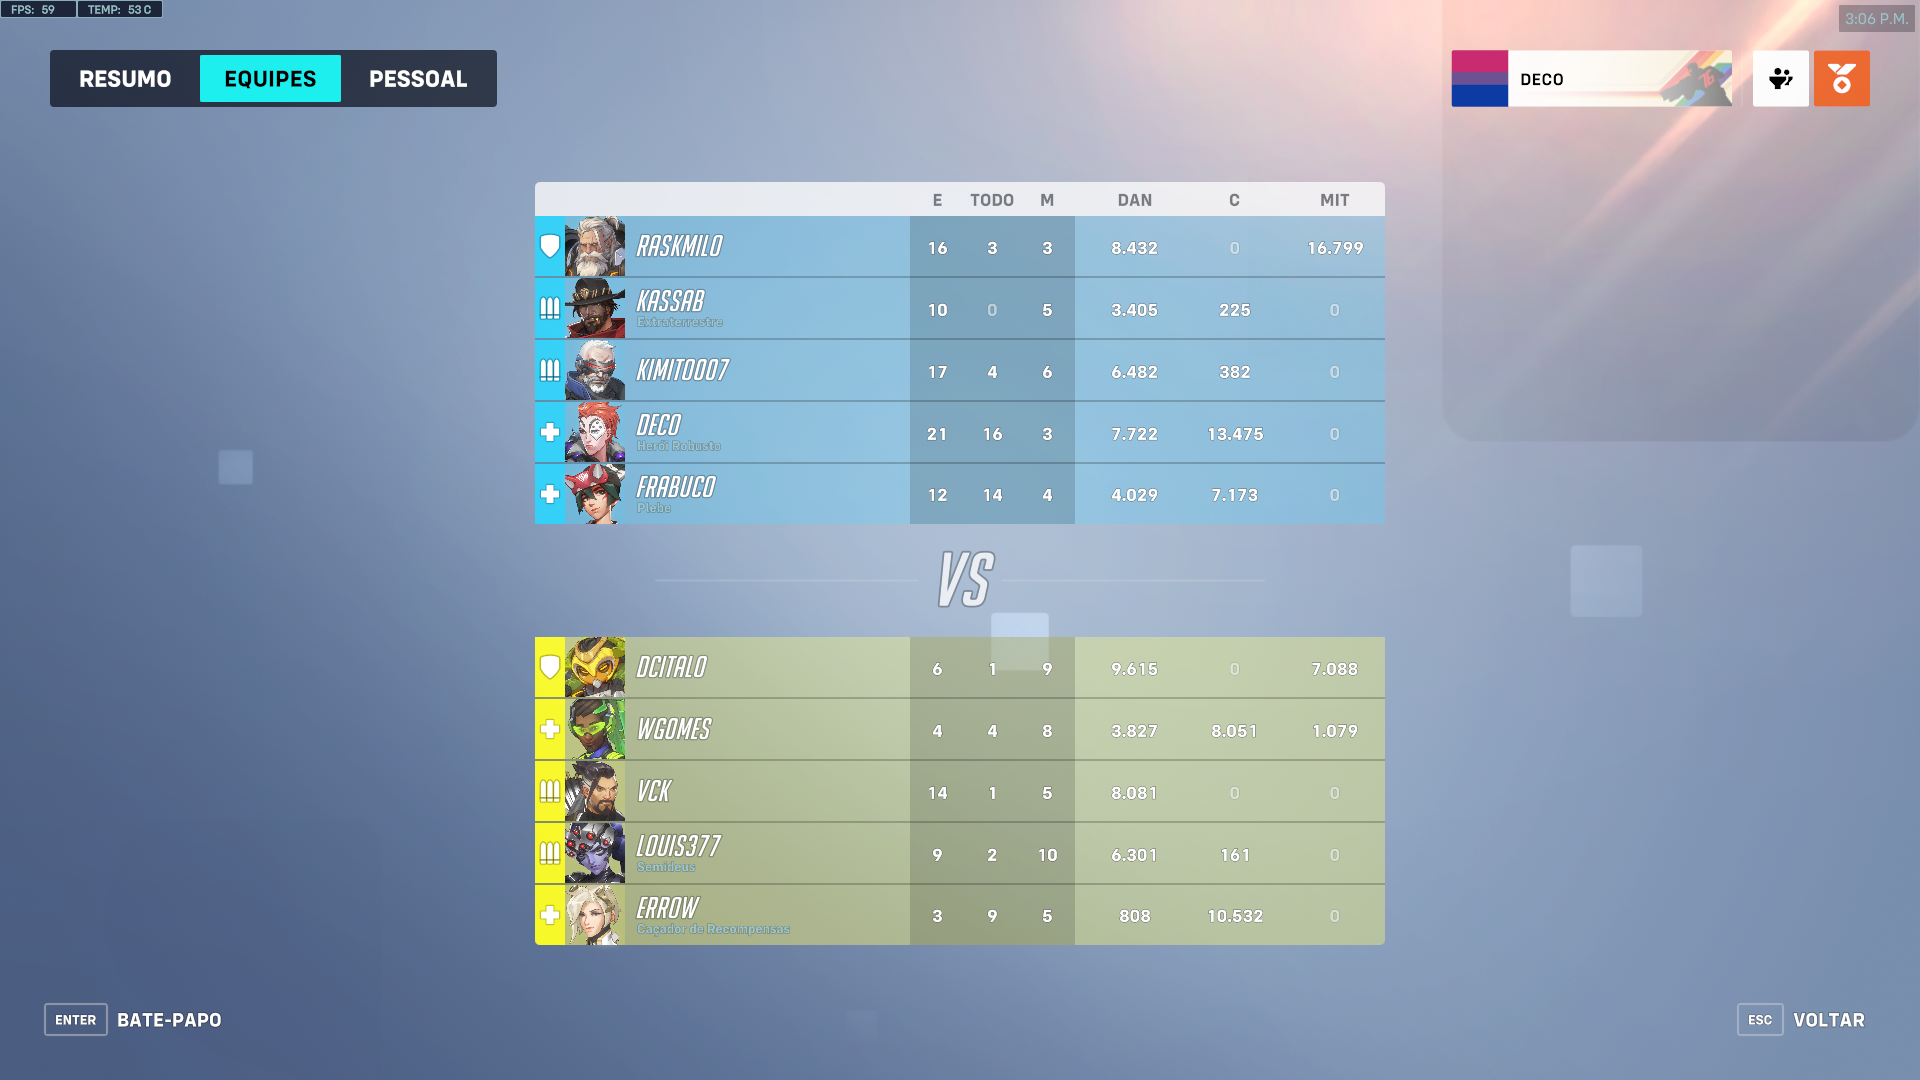 FPS: 59 TEMP: 53 C
3:06 P.M.
RESUMO EQUIPES PESSOAL
DECO
E TODO M DAN C MIT
RASKMILO 16 3 3 8.432 0 16.799
KASSAB 10 0 5 3.405 225 0
Extraterrestre
KIMITO007 17 4 6 6.482 382 0
DECO 21 16 3 7.722 13.475 0
Herói Robusto
FRABUCO 12 14 4 4.029 7.173 0
Plebe
VS
DCITALO 6 1 9 9.615 0 7.088
WGOMES 4 4 8 3.827 8.051 1.079
VCK 14 1 5 8.081 0 0
LOUIS377 9 2 10 6.301 161 0
Semideus
ERROW 3 9 5 808 10.532 0
Caçador de Recompensas
ENTER BATE-PAPO
ESC VOLTAR